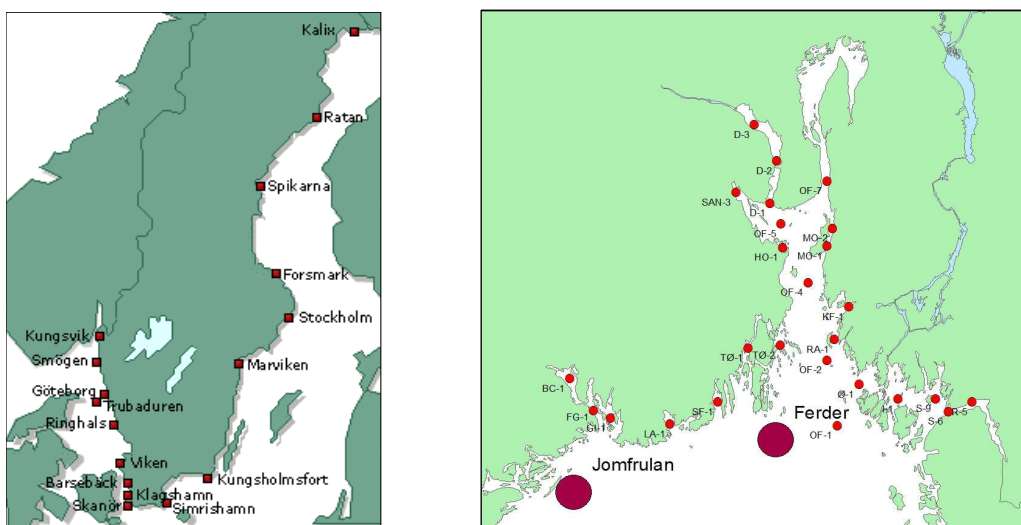 Kalix
Ratan
Spikarna
Forsmark
Stockholm
Kungsvik
Smögen
Marviken
Göteborg
Trubaduren
Ringhals
Viken
Barsebäck
Klagshamn
Kungsholmsfort
Skanör
Simrishamn
D-3
D-2
OF-7
SAN-3
D-1
OF-5
MO-2
HO-1
MO-1
OF-4
KF-1
RA-1
TØ-1
TØ-2
OF-2
BC-1
Ø-1
FG-1
GI-1
SF-1
I-1
S-9
R-5
S-6
LA-1
Ferder
OF-1
Jomfrulan